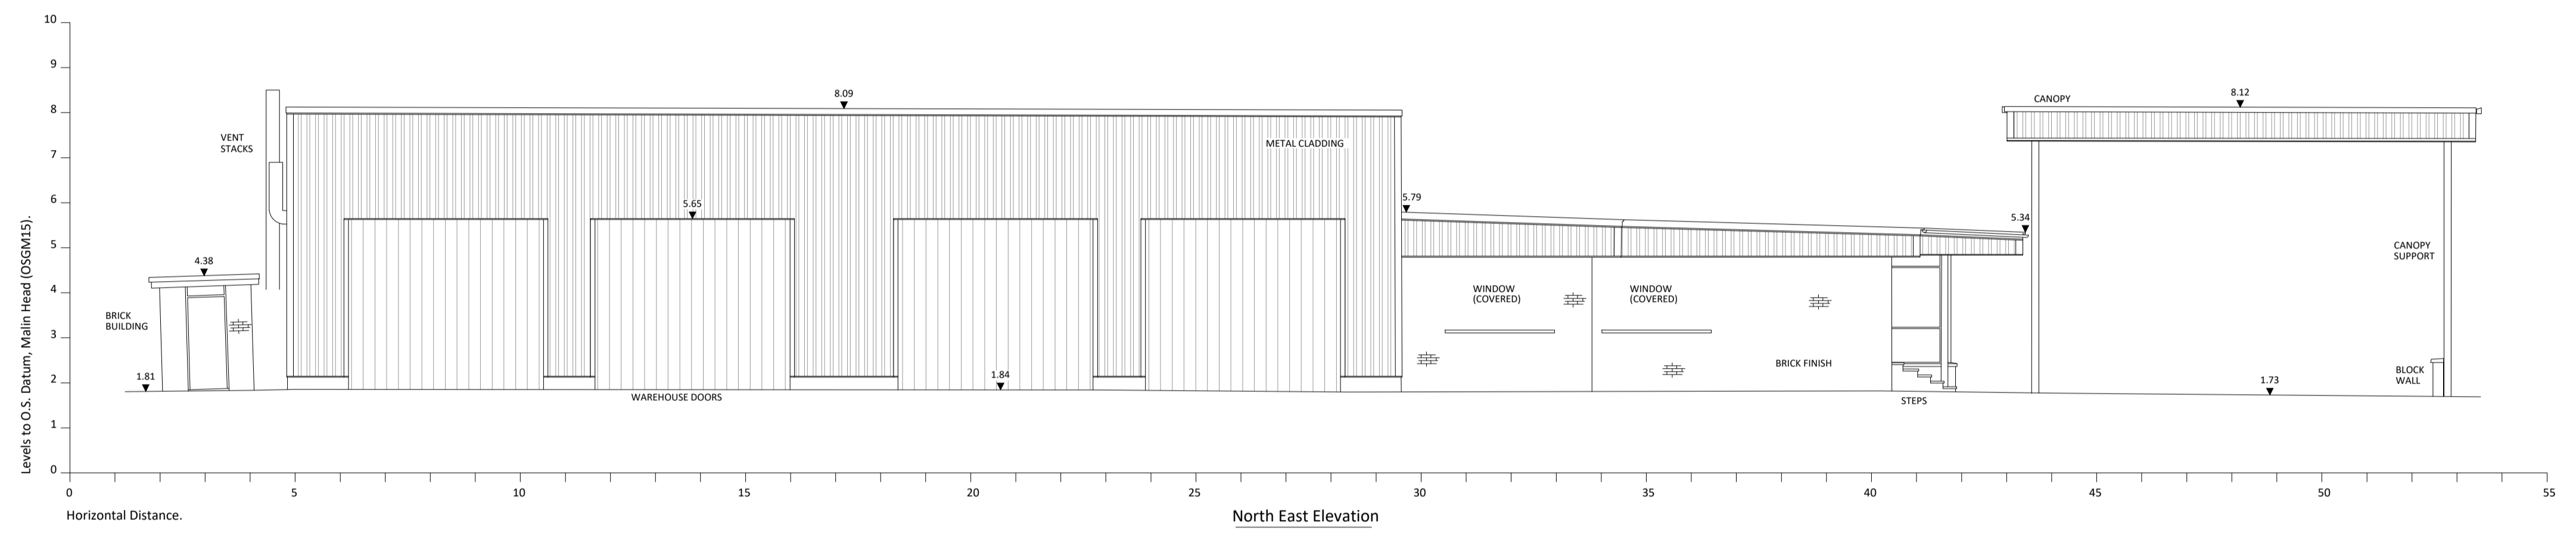 10
9
8
7
6
5
4
3
2
1
0
Levels to O.S. Datum, Malin Head (OSGM15).
VENT
STACKS
8.09
METAL CLADDING
5.65
4.38
BRICK
BUILDING
1.81
1.84
WAREHOUSE DOORS
5.79
5.34
WINDOW
(COVERED)
WINDOW
(COVERED)
BRICK FINISH
STEPS
CANOPY
8.12
CANOPY
SUPPORT
BLOCK
WALL
1.73
0
5
10
15
20
25
30
35
40
45
50
55
Horizontal Distance.
North East Elevation